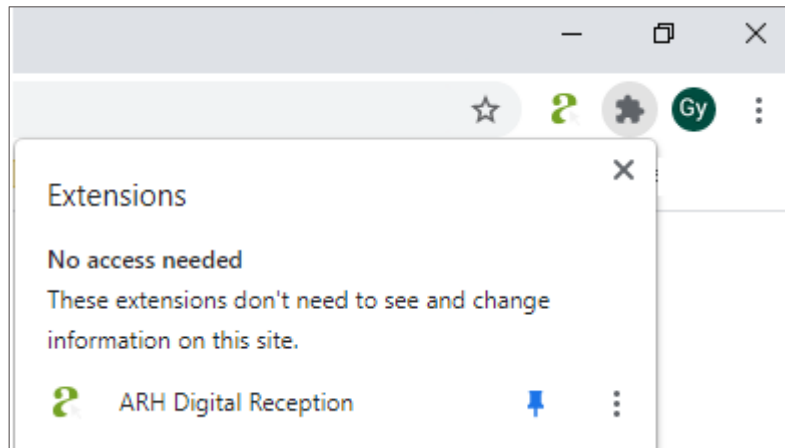 Gy
Extensions
No access needed
These extensions don't need to see and change
information on this site.
ARH Digital Reception